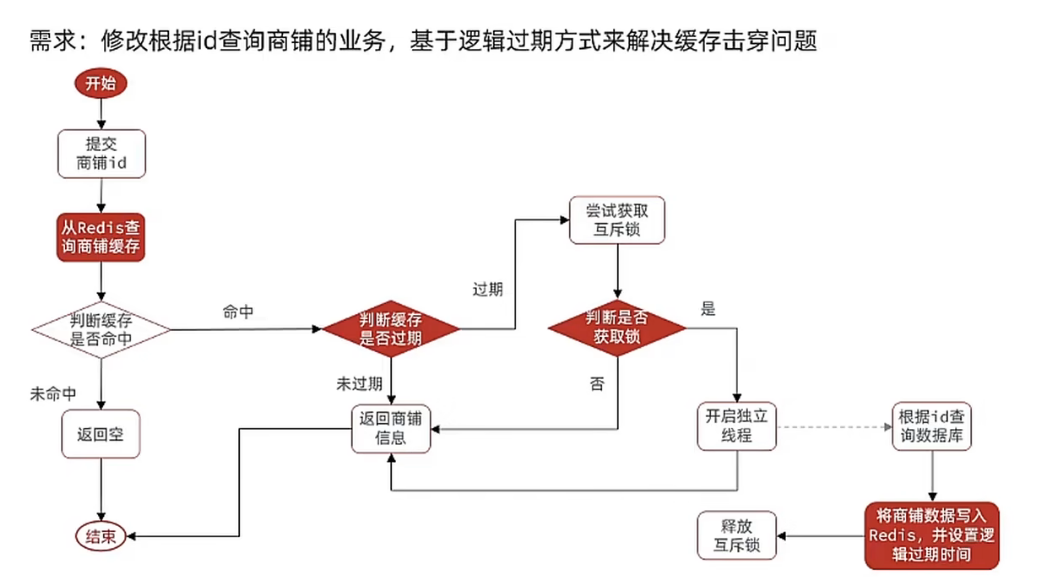 需求：修改根据id查询商铺的业务，基于逻辑过期方式来解决缓存击穿问题
开始
提交
商铺id
从Redis查
询商铺缓存
判断缓存
是否命中
命中
未命中
返回空
结束
判断缓存
是否过期
过期
未过期
返回商铺
信息
尝试获取
互斥锁
判断是否
获取锁
是
否
开启独立
线程
根据id查
询数据库
将商铺数据写入
Redis，并设置逻
辑过期时间
释放
互斥锁